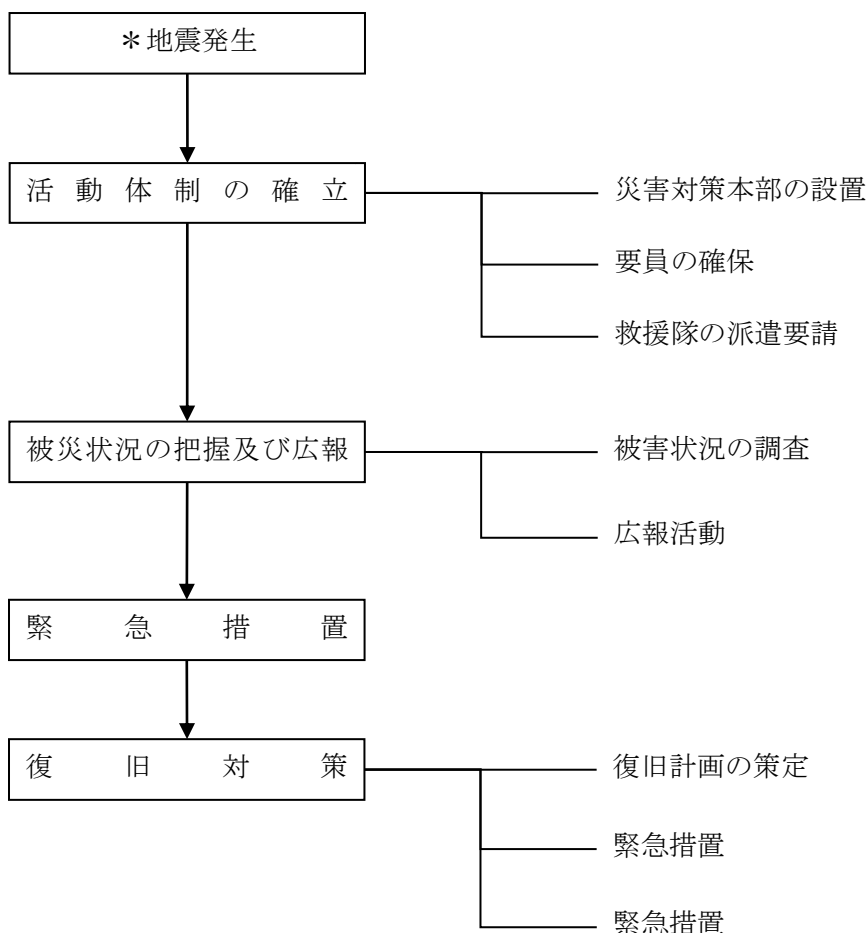 ＊地震発生
活動体制の確立
災害対策本部の設置
要員の確保
救援隊の派遣要請
被災状況の把握及び広報
被害状況の調査
広報活動
緊急措置
復旧対策
復旧計画の策定
緊急措置
緊急措置